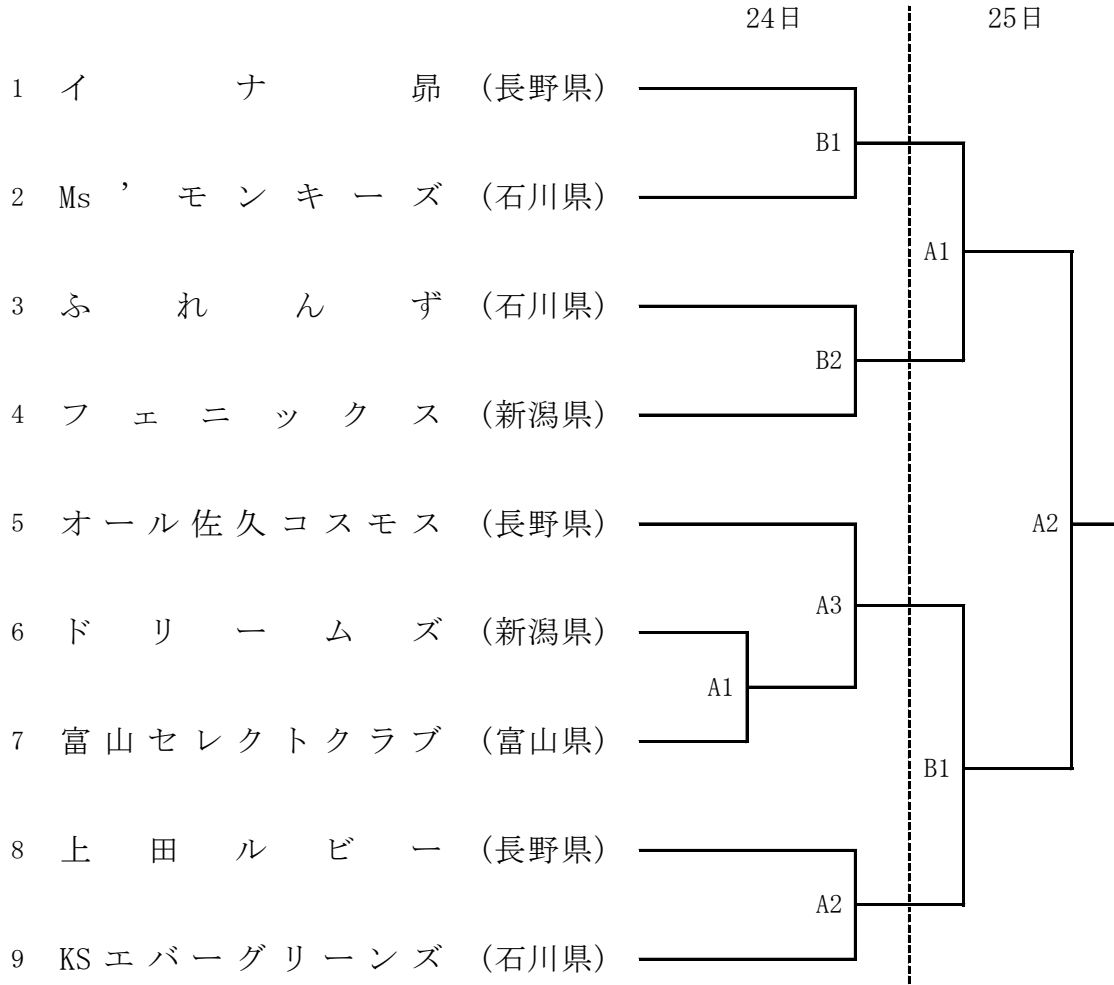 24日 25日
1 イナ昴 (長野県)
B1
2 Ms’モンキーズ (石川県)
A1
3 ふれんず (石川県)
B2
4 フェニックス (新潟県)
5 オール佐久コスモス (長野県)
A2
A3
6 ドリームズ (新潟県)
A1
7 富山セレクトクラブ (富山県)
B1
8 上田ルビー (長野県)
A2
9 KSエバーグリーンズ (石川県)